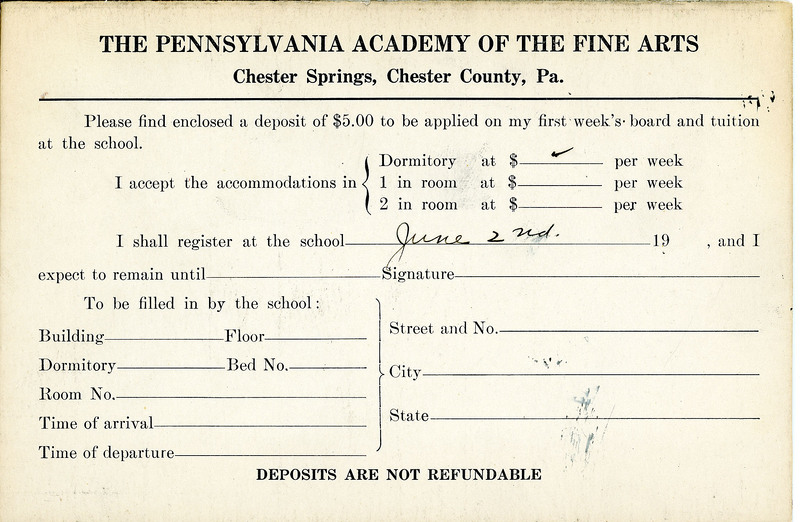 THE PENNSYLVANIA ACADEMY OF THE FINE ARTS
Chester Springs, Chester County, Pa.
Please find enclosed a deposit of $5.00 to be applied on my first week's board and tuition
at the school.
I accept the accommodations in
Dormitory at $ ✓ per week
1 in room at $ per week
2 in room at $ per week
I shall register at the school June 2nd. 19 , and I
expect to remain until Signature
To be filled in by the school:
Building Floor
Dormitory Bed No.
Room No.
Time of arrival
Time of departure
Street and No.
City
State
DEPOSITS ARE NOT REFUNDABLE